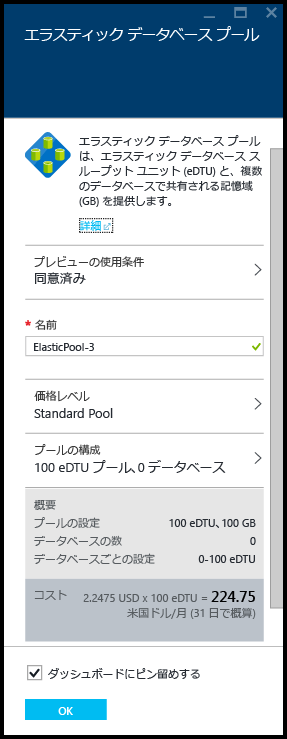 エラスティック データベース プール
エラスティック データベース プール
は、エラスティック データベース ス
ループット ユニット (eDTU) と、複数
のデータベースで共有される記憶域
(GB) を提供します。
詳細
プレビューの使用条件
同意済み
* 名前
ElasticPool-3
価格レベル
Standard Pool
プールの構成
100 eDTU プール、0 データベース
概要
プールの設定 100 eDTU、100 GB
データベースの数 0
データベースごとの設定 0-100 eDTU
コスト 2.2475 USD x 100 eDTU = 224.75
米国ドル/月 (31 日で概算)
ダッシュボードにピン留めする
OK